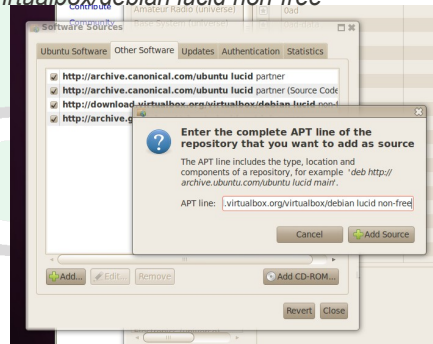 irtualbox/debian lucid non-free
Contribute
Community
Amateur Radio (universe)
0ad
Software Sources
Ubuntu Software Other Software Updates Authentication Statistics
http://archive.canonical.com/ubuntu lucid partner
http://archive.canonical.com/ubuntu lucid partner (Source Code
http://download.virtualbox.org/virtualbox/debian lucid non-f
http://archive.g
Enter the complete APT line of the
repository that you want to add as source
The APT line includes the type, location and
components of a repository, for example 'deb http://
archive.ubuntu.com/ubuntu lucid main'.
APT line: .virtualbox.org/virtualbox/debian lucid non-free
Cancel Add Source
Add... Edit... Remove Add CD-ROM...
Revert Close